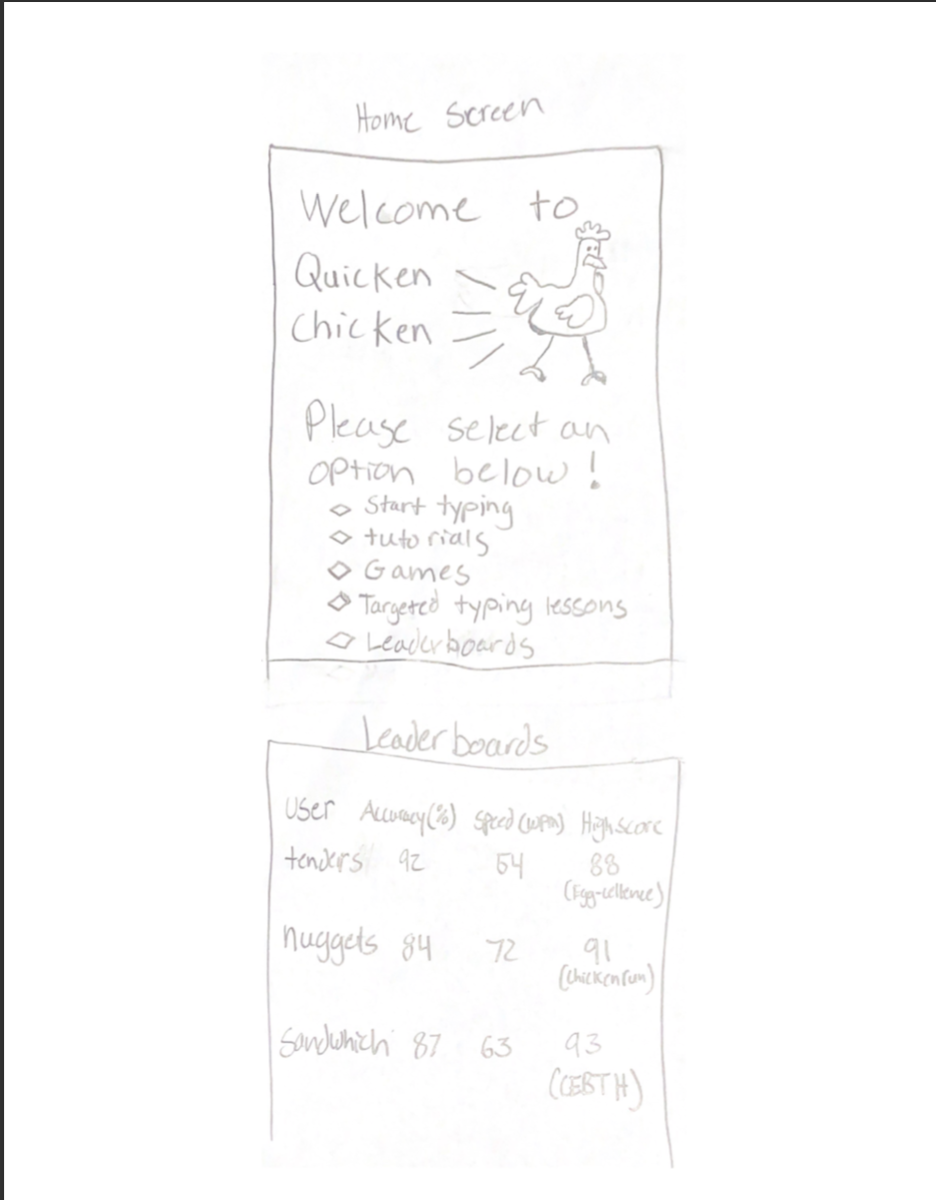 Home Screen
Welcome to
Quicken
Chicken
Please select an
option below!
Start typing
tutorials
Games
Targeted typing lessons
Leaderboards
Leaderboards
User Accuracy(%) Speed (WPM) High Score
tenders 92 54 88
(Egg-cellence)
nuggets 84 72 91
(Chicken run)
Sandwhich 87 63 93
(CEBTH)